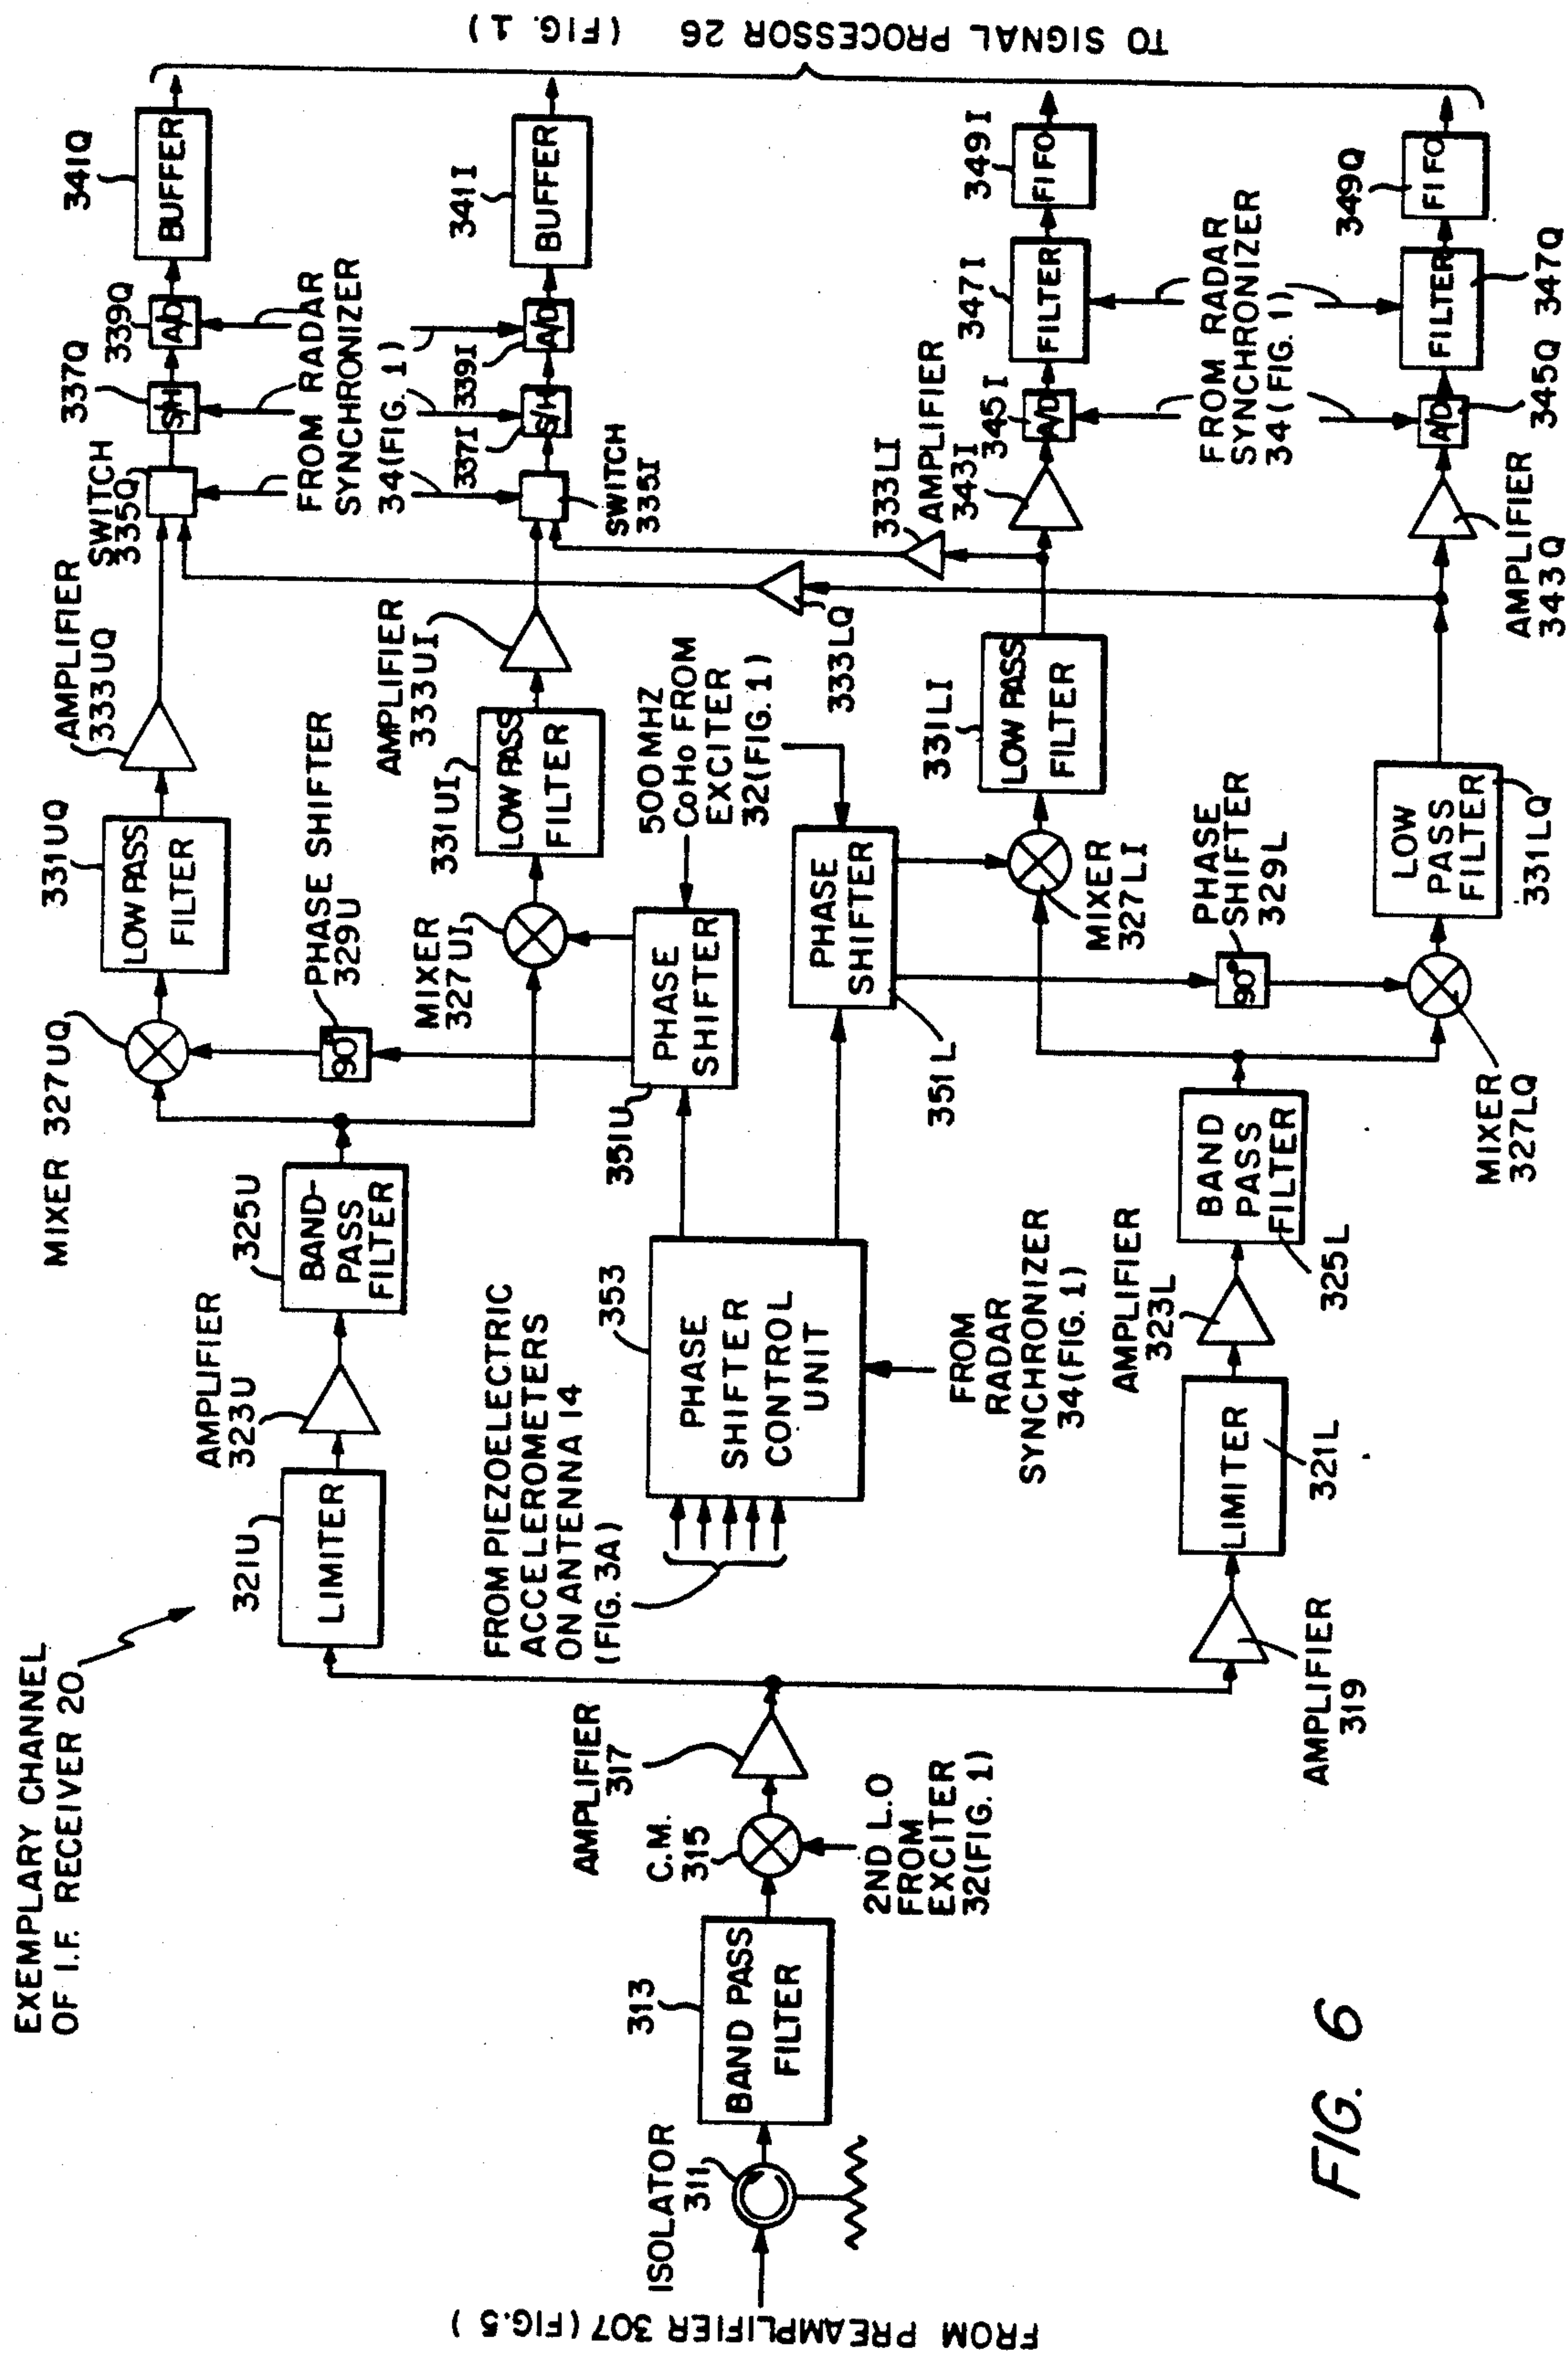 EXEMPLARY CHANNEL
OF I.F. RECEIVER 20
FROM PREAMPLIFIER 307 (FIG.5)
ISOLATOR
311
313
BAND PASS
FILTER
C.M.
315
2ND L.O
FROM
EXCITER
32(FIG. 1)
AMPLIFIER
317
AMPLIFIER
319
321U
LIMITER
AMPLIFIER
323U
325U
BAND-
PASS
FILTER
MIXER 327UQ
90°
PHASE SHIFTER
329U
MIXER
327UI
331UQ
LOW PASS
FILTER
AMPLIFIER
333UQ
331UI
LOW PASS
FILTER
AMPLIFIER
333UI
SWITCH
335Q
337Q
S/H
339Q
A/D
341Q
BUFFER
FROM RADAR
SYNCHRONIZER
34(FIG. 1)
SWITCH
335I
337I
S/H
339I
A/D
341I
BUFFER
TO SIGNAL PROCESSOR 26 (FIG. 1)
FROM PIEZOELECTRIC
ACCELEROMETERS
ON ANTENNA 14
(FIG. 3A)
353
PHASE
SHIFTER
CONTROL
UNIT
FROM
RADAR
SYNCHRONIZER
34(FIG. 1)
351U
PHASE
SHIFTER
500MHZ
CoHo FROM
EXCITER
32(FIG. 1)
PHASE
SHIFTER
351L
333LQ
333LI
LIMITER
321L
AMPLIFIER
323L
BAND
PASS
FILTER
325L
MIXER
327LI
PHASE
SHIFTER
329L
90°
MIXER
327LQ
331LI
LOW PASS
FILTER
LOW
PASS
FILTER
331LQ
AMPLIFIER
343I
345I
A/D
347I
FILTER
349I
FIFO
FROM RADAR
SYNCHRONIZER
34(FIG. 1)
AMPLIFIER
343Q
A/D
345Q
FILTER
347Q
349Q
FIFO
FIG. 6